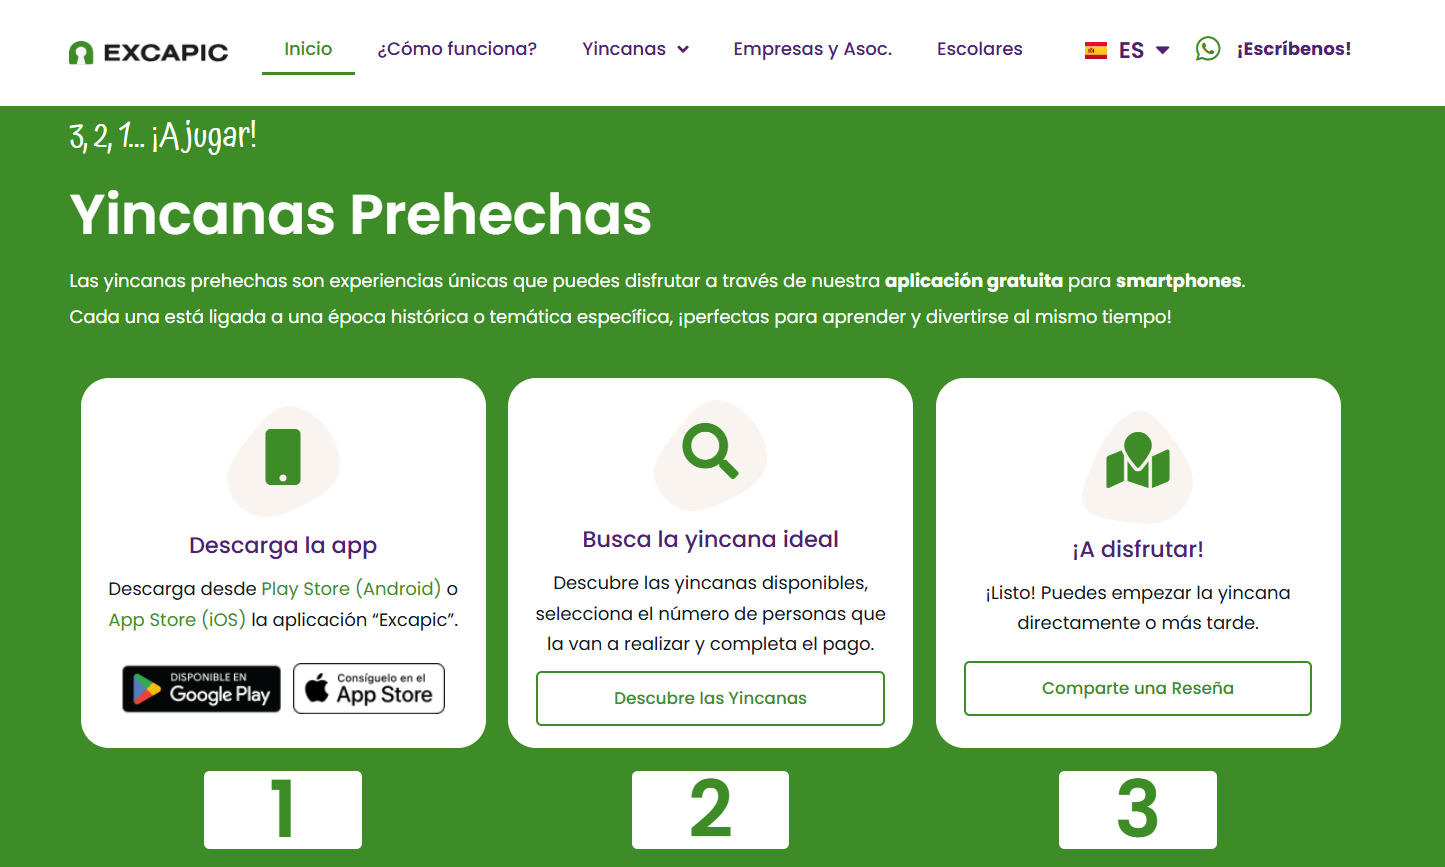 EXCAPIC
Inicio
¿Cómo funciona?
Yincanas
Empresas y Asoc.
Escolares
ES
¡Escríbenos!
3, 2, 1... ¡A jugar!
Yincanas Prehechas
Las yincanas prehechas son experiencias únicas que puedes disfrutar a través de nuestra aplicación gratuita para smartphones.
Cada una está ligada a una época histórica o temática específica, ¡perfectas para aprender y divertirse al mismo tiempo!
Descarga la app
Descarga desde Play Store (Android) o
App Store (iOS) la aplicación “Excapic”.
DISPONIBLE EN
Google Play
Consíguelo en el
App Store
1
Busca la yincana ideal
Descubre las yincanas disponibles,
selecciona el número de personas que
la van a realizar y completa el pago.
Descubre las Yincanas
2
¡A disfrutar!
¡Listo! Puedes empezar la yincana
directamente o más tarde.
Comparte una Reseña
3